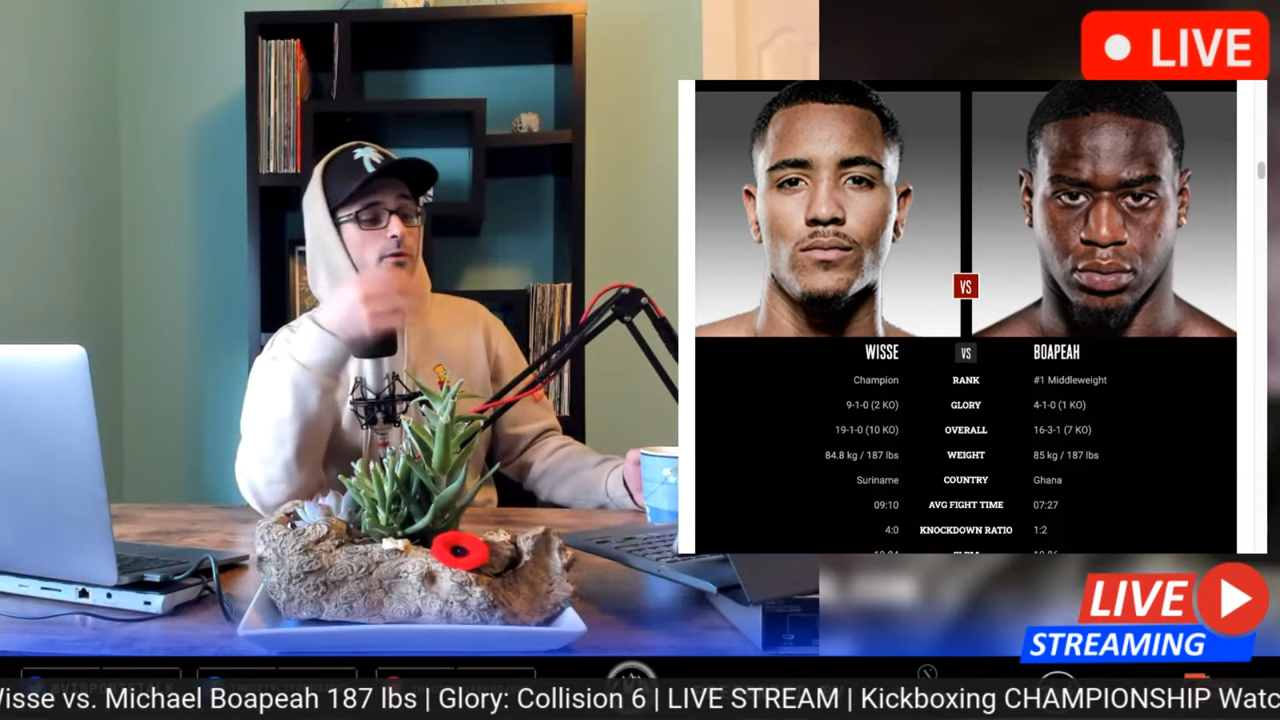 LIVE
VS
WISSE VS BOAPEAH
Champion RANK #1 Middleweight
9-1-0 (2 KO) GLORY 4-1-0 (1 KO)
19-1-0 (10 KO) OVERALL 16-3-1 (7 KO)
84.8 kg / 187 lbs WEIGHT 85 kg / 187 lbs
Suriname COUNTRY Ghana
09:10 AVG FIGHT TIME 07:27
4:0 KNOCKDOWN RATIO 1:2
LIVE
STREAMING
isse vs. Michael Boapeah 187 lbs | Glory: Collision 6 | LIVE STREAM | Kickboxing CHAMPIONSHIP Watc